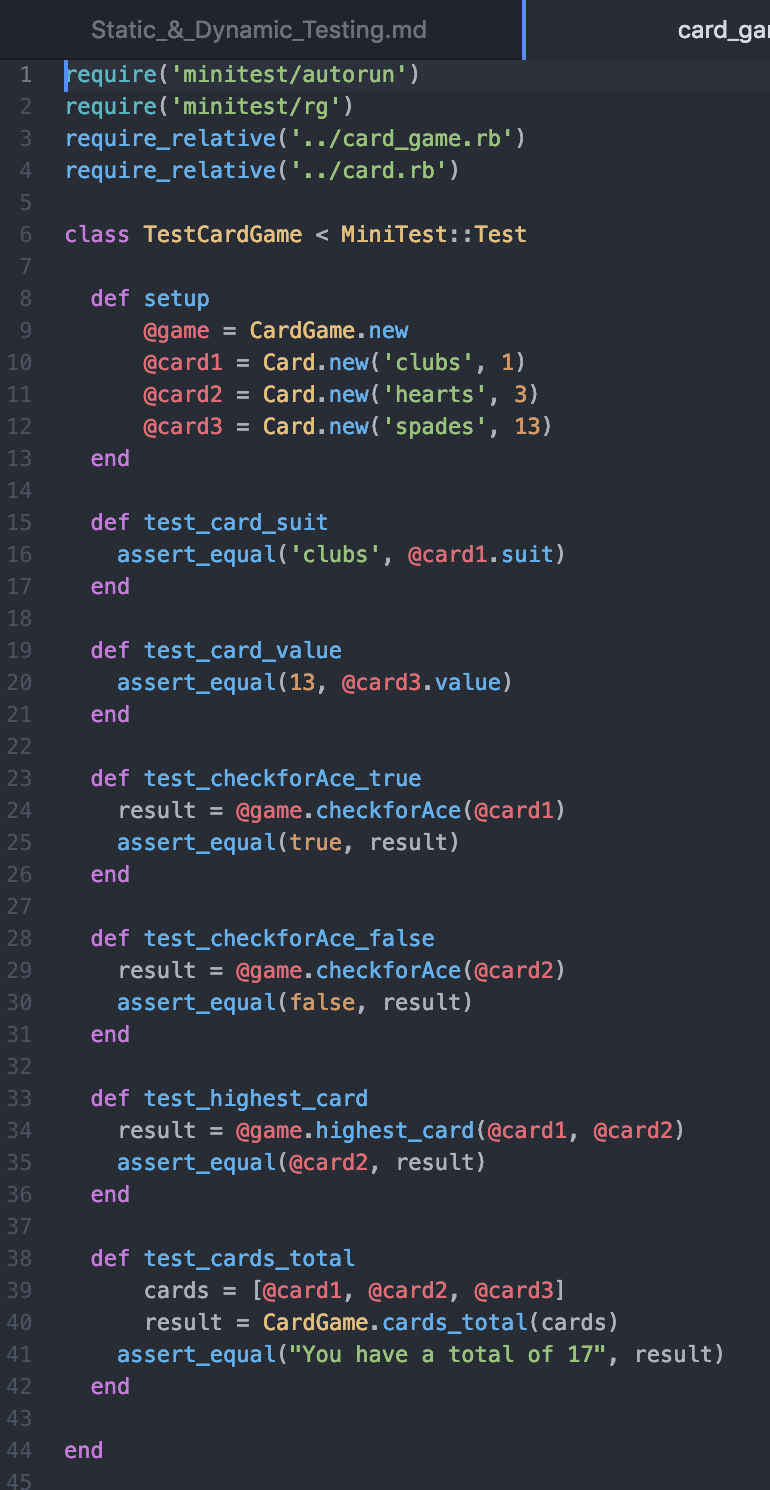 Static_&_Dynamic_Testing.md card_gam
1 require('minitest/autorun')
2 require('minitest/rg')
3 require_relative('../card_game.rb')
4 require_relative('../card.rb')
5
6 class TestCardGame < MiniTest::Test
7
8 def setup
9 @game = CardGame.new
10 @card1 = Card.new('clubs', 1)
11 @card2 = Card.new('hearts', 3)
12 @card3 = Card.new('spades', 13)
13 end
14
15 def test_card_suit
16 assert_equal('clubs', @card1.suit)
17 end
18
19 def test_card_value
20 assert_equal(13, @card3.value)
21 end
22
23 def test_checkforAce_true
24 result = @game.checkforAce(@card1)
25 assert_equal(true, result)
26 end
27
28 def test_checkforAce_false
29 result = @game.checkforAce(@card2)
30 assert_equal(false, result)
31 end
32
33 def test_highest_card
34 result = @game.highest_card(@card1, @card2)
35 assert_equal(@card2, result)
36 end
37
38 def test_cards_total
39 cards = [@card1, @card2, @card3]
40 result = CardGame.cards_total(cards)
41 assert_equal("You have a total of 17", result)
42 end
43
44 end
45